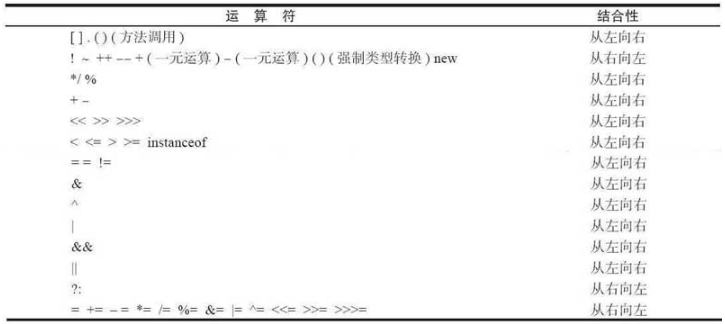 运 算 符 结合性
[ ] . ( ) ( 方法调用 ) 从左向右
! ~ ++ -- + ( 一元运算 ) – ( 一元运算 ) ( ) ( 强制类型转换 ) new 从右向左
*/ % 从左向右
+ – 从左向右
<< >> >>> 从左向右
< <= > >= instanceof 从左向右
== != 从左向右
& 从左向右
^ 从左向右
| 从左向右
&& 从左向右
|| 从左向右
?: 从右向左
= += –= *= /= %= &= |= ^= <<= >>= >>>= 从右向左